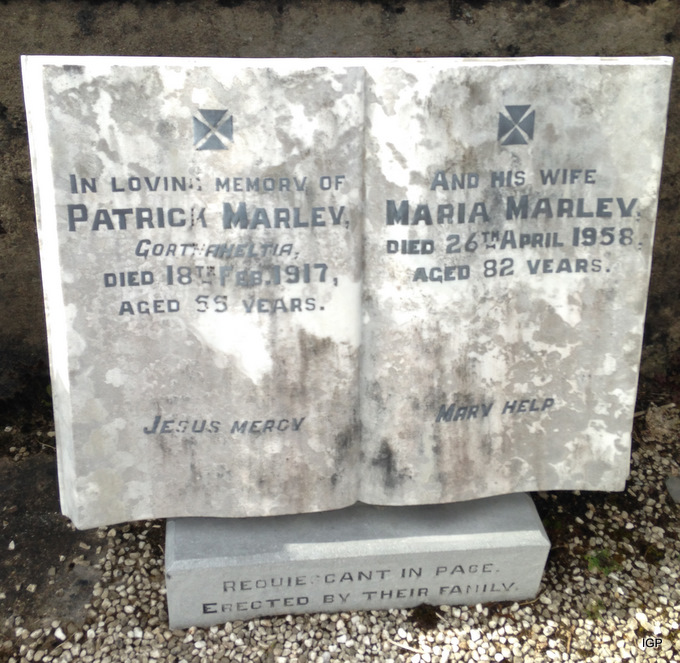 IN LOVING MEMORY OF
PATRICK MARLEY,
DIED 18TH FEB. 1917,
AGED 55 YEARS.
JESUS MERCY
AND HIS WIFE
MARIA MARLEY,
DIED 26TH APRIL 1958,
AGED 82 YEARS.
MARY HELP
REQUIESCANT IN PACE.
ERECTED BY THEIR FAMILY.
IGP